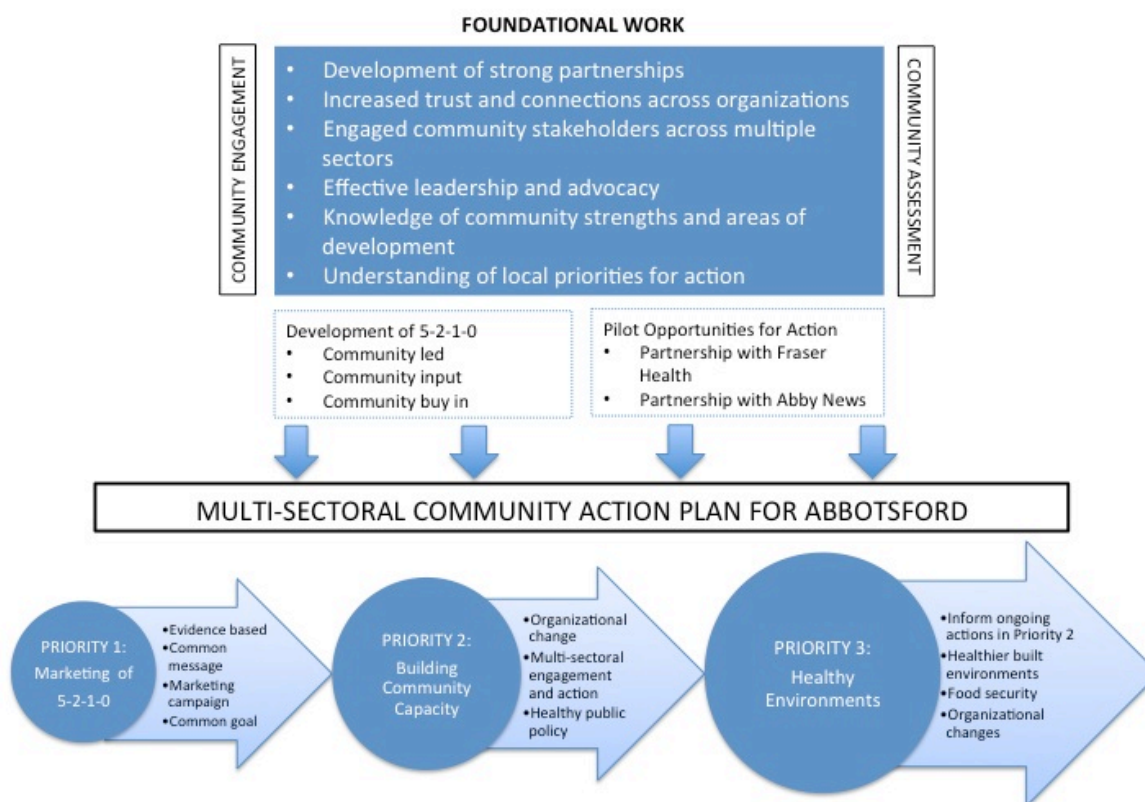 FOUNDATIONAL WORK
COMMUNITY ENGAGEMENT
• Development of strong partnerships
• Increased trust and connections across organizations
• Engaged community stakeholders across multiple
sectors
• Effective leadership and advocacy
• Knowledge of community strengths and areas of
development
• Understanding of local priorities for action
COMMUNITY ASSESSMENT
Development of 5-2-1-0
• Community led
• Community input
• Community buy in
Pilot Opportunities for Action
• Partnership with Fraser
Health
• Partnership with Abby News
MULTI-SECTORAL COMMUNITY ACTION PLAN FOR ABBOTSFORD
PRIORITY 1:
Marketing of
5-2-1-0
•Evidence based
•Common
message
•Marketing
campaign
•Common goal
PRIORITY 2:
Building
Community
Capacity
•Organizational
change
•Multi-sectoral
engagement
and action
•Healthy public
policy
PRIORITY 3:
Healthy
Environments
•Inform ongoing
actions in Priority 2
•Healthier built
environments
•Food security
•Organizational
changes